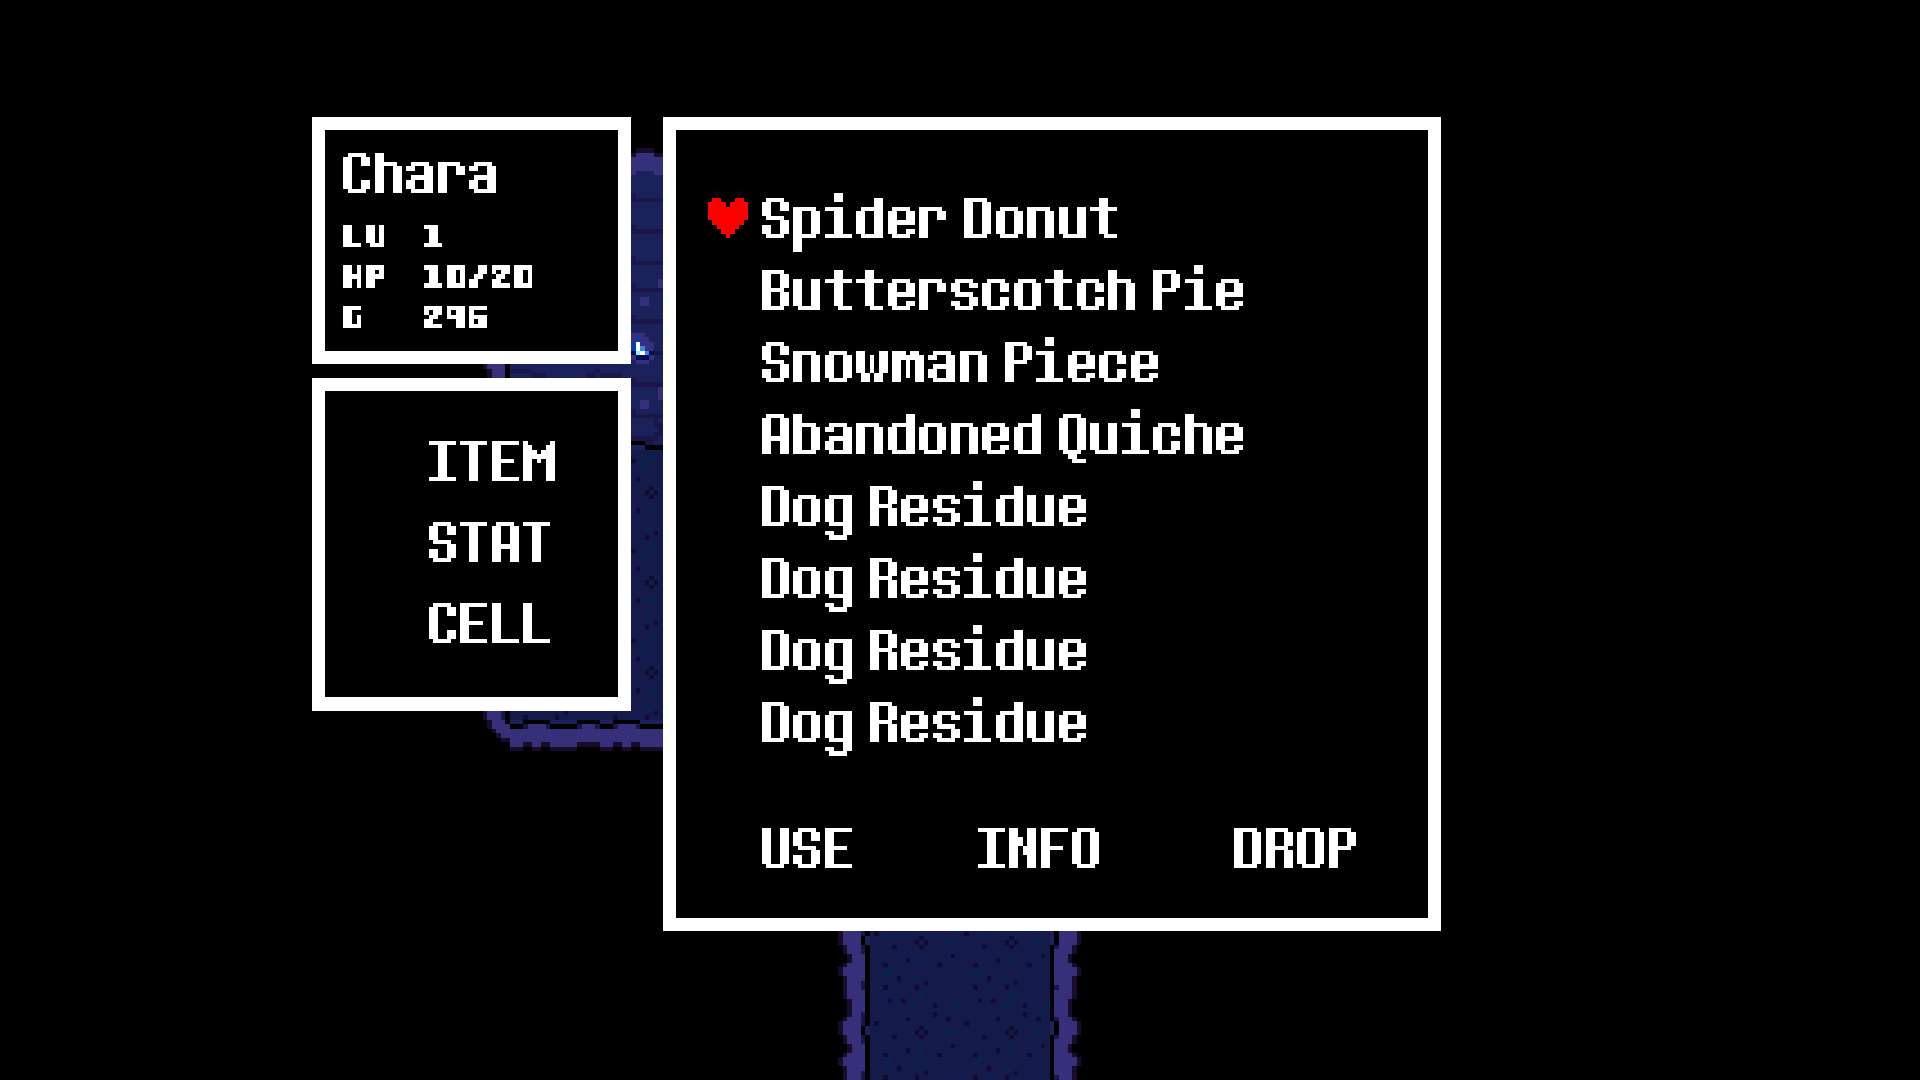 Chara
LV 1
HP 10/20
G 296
ITEM
STAT
CELL
Spider Donut
Butterscotch Pie
Snowman Piece
Abandoned Quiche
Dog Residue
Dog Residue
Dog Residue
Dog Residue
USE INFO DROP